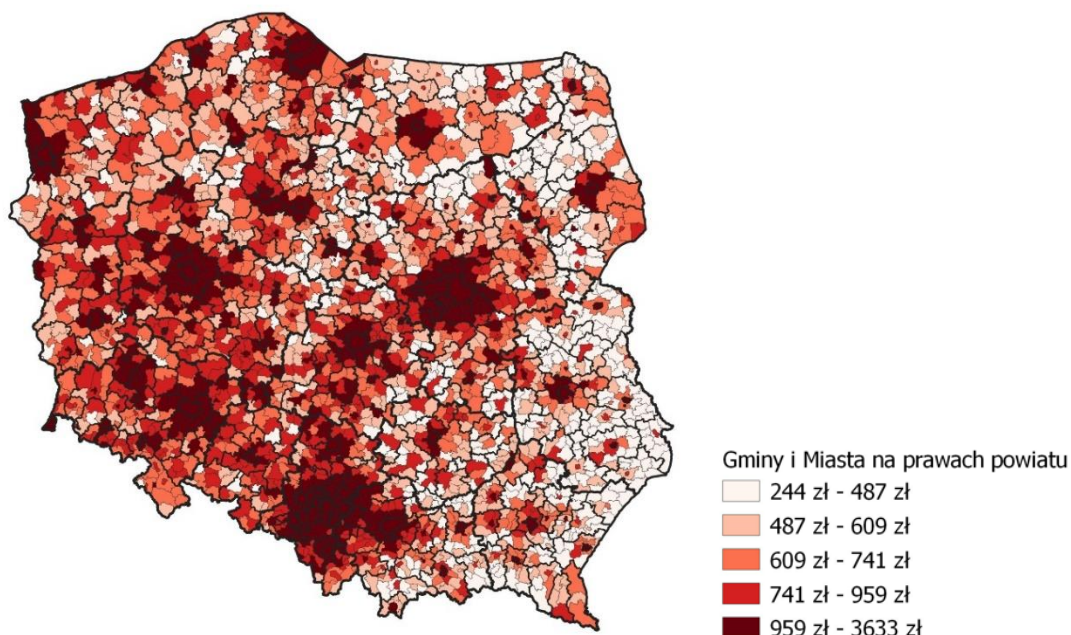 Gminy i Miasta na prawach powiatu
244 zł - 487 zł
487 zł - 609 zł
609 zł - 741 zł
741 zł - 959 zł
959 zł - 3633 zł